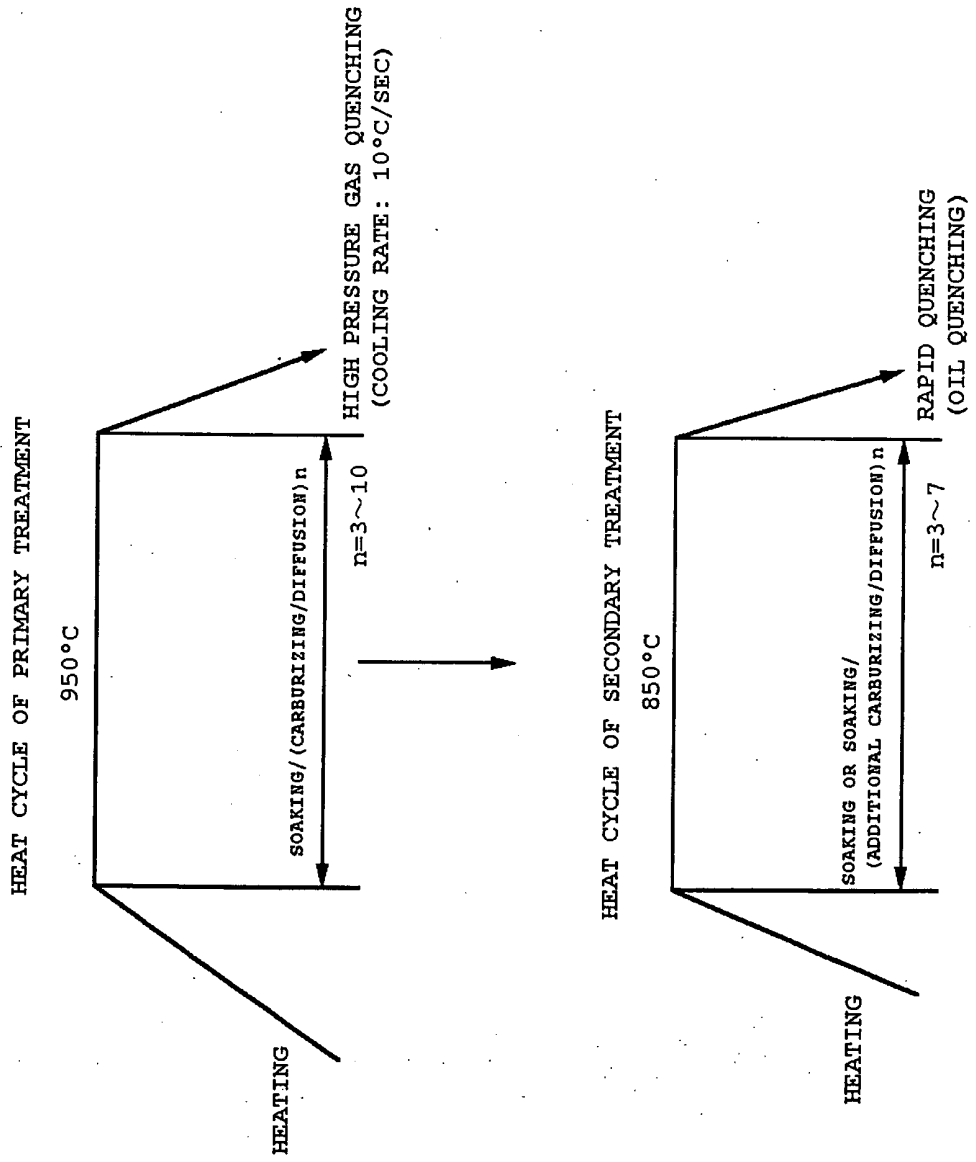 HEAT CYCLE OF PRIMARY TREATMENT
950°C
HEATING
SOAKING/(CARBURIZING/DIFFUSION)n
n=3～10
HIGH PRESSURE GAS QUENCHING
(COOLING RATE: 10°C/SEC)
HEAT CYCLE OF SECONDARY TREATMENT
850°C
HEATING
SOAKING OR SOAKING/
(ADDITIONAL CARBURIZING/DIFFUSION)n
n=3～7
RAPID QUENCHING
(OIL QUENCHING)